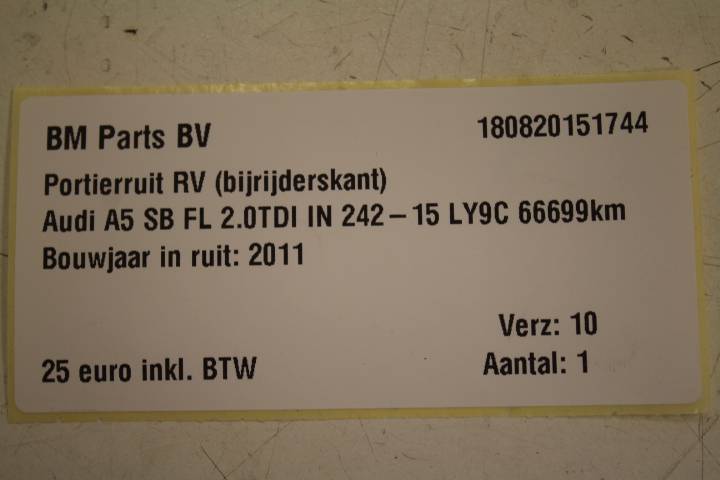 BM Parts BV 180820151744
Portierruit RV (bijrijderskant)
Audi A5 SB FL 2.0TDI IN 242-15 LY9C 66699km
Bouwjaar in ruit: 2011
Verz: 10
25 euro inkl. BTW Aantal: 1